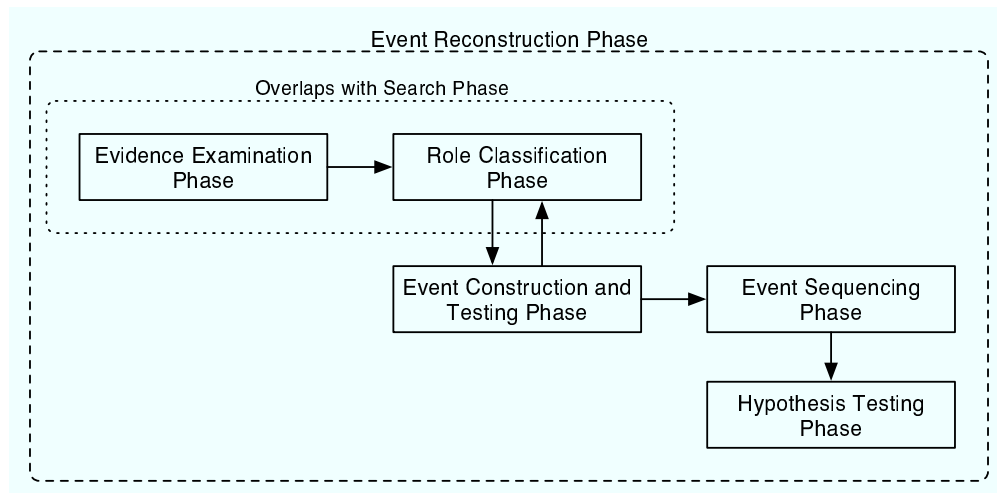 Event Reconstruction Phase
Overlaps with Search Phase
Evidence Examination
Phase
Role Classification
Phase
Event Construction and
Testing Phase
Event Sequencing
Phase
Hypothesis Testing
Phase